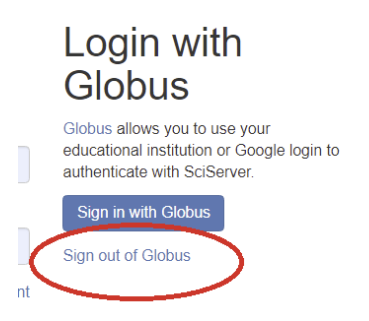 Login with
Globus
Globus allows you to use your
educational institution or Google login to
authenticate with SciServer.
Sign in with Globus
Sign out of Globus
nt